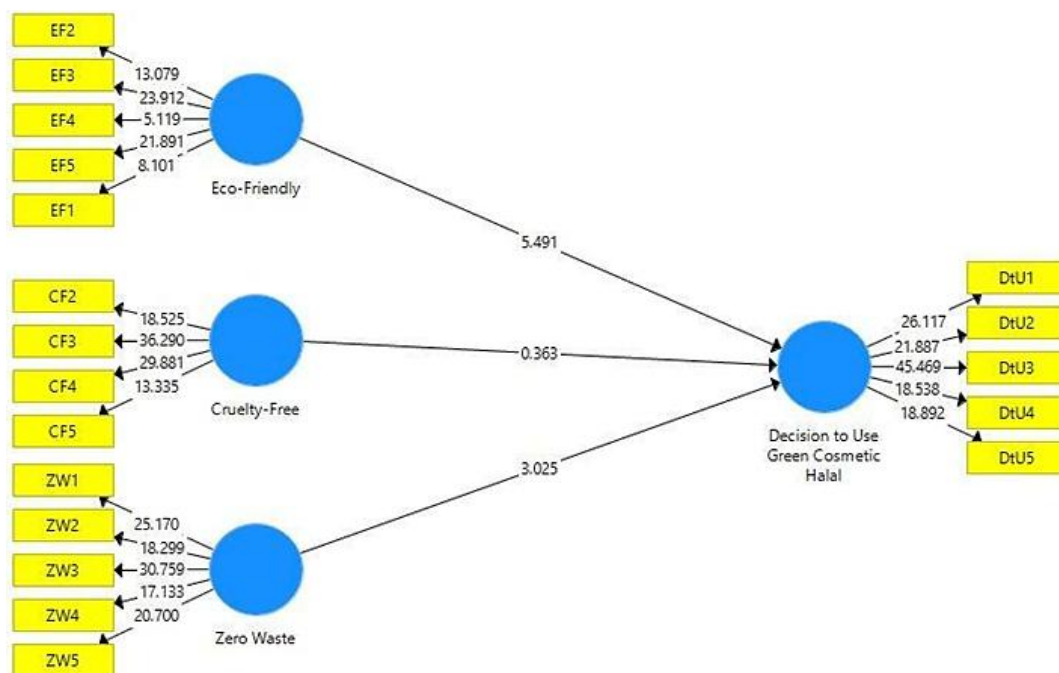 EF2
EF3
EF4
EF5
EF1
13.079
23.912
5.119
21.891
8.101
Eco-Friendly
5.491
CF2
CF3
CF4
CF5
18.525
36.290
29.881
13.335
Cruelty-Free
0.363
ZW1
ZW2
ZW3
ZW4
ZW5
25.170
18.299
30.759
17.133
20.700
Zero Waste
3.025
Decision to Use
Green Cosmetic
Halal
26.117
21.887
45.469
18.538
18.892
DtU1
DtU2
DtU3
DtU4
DtU5